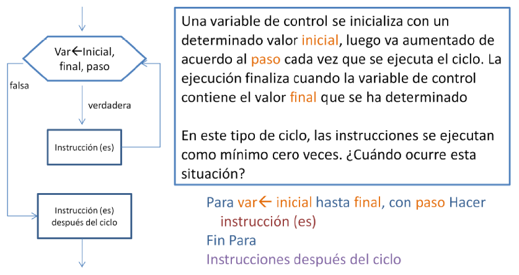 Var←Inicial,
final, paso
falsa
verdadera
Instrucción (es)
Instrucción (es)
después del ciclo
Una variable de control se inicializa con un
determinado valor inicial, luego va aumentado de
acuerdo al paso cada vez que se ejecuta el ciclo. La
ejecución finaliza cuando la variable de control
contiene el valor final que se ha determinado
En este tipo de ciclo, las instrucciones se ejecutan
como mínimo cero veces. ¿Cuándo ocurre esta
situación?
Para var← inicial hasta final, con paso Hacer
instrucción (es)
Fin Para
Instrucciones después del ciclo